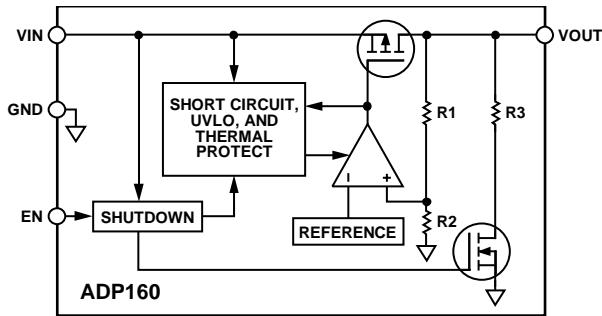 VIN
VOUT
GND
SHORT CIRCUIT,
UVLO, AND
THERMAL
PROTECT
R1
R3
EN
SHUTDOWN
REFERENCE
R2
ADP160